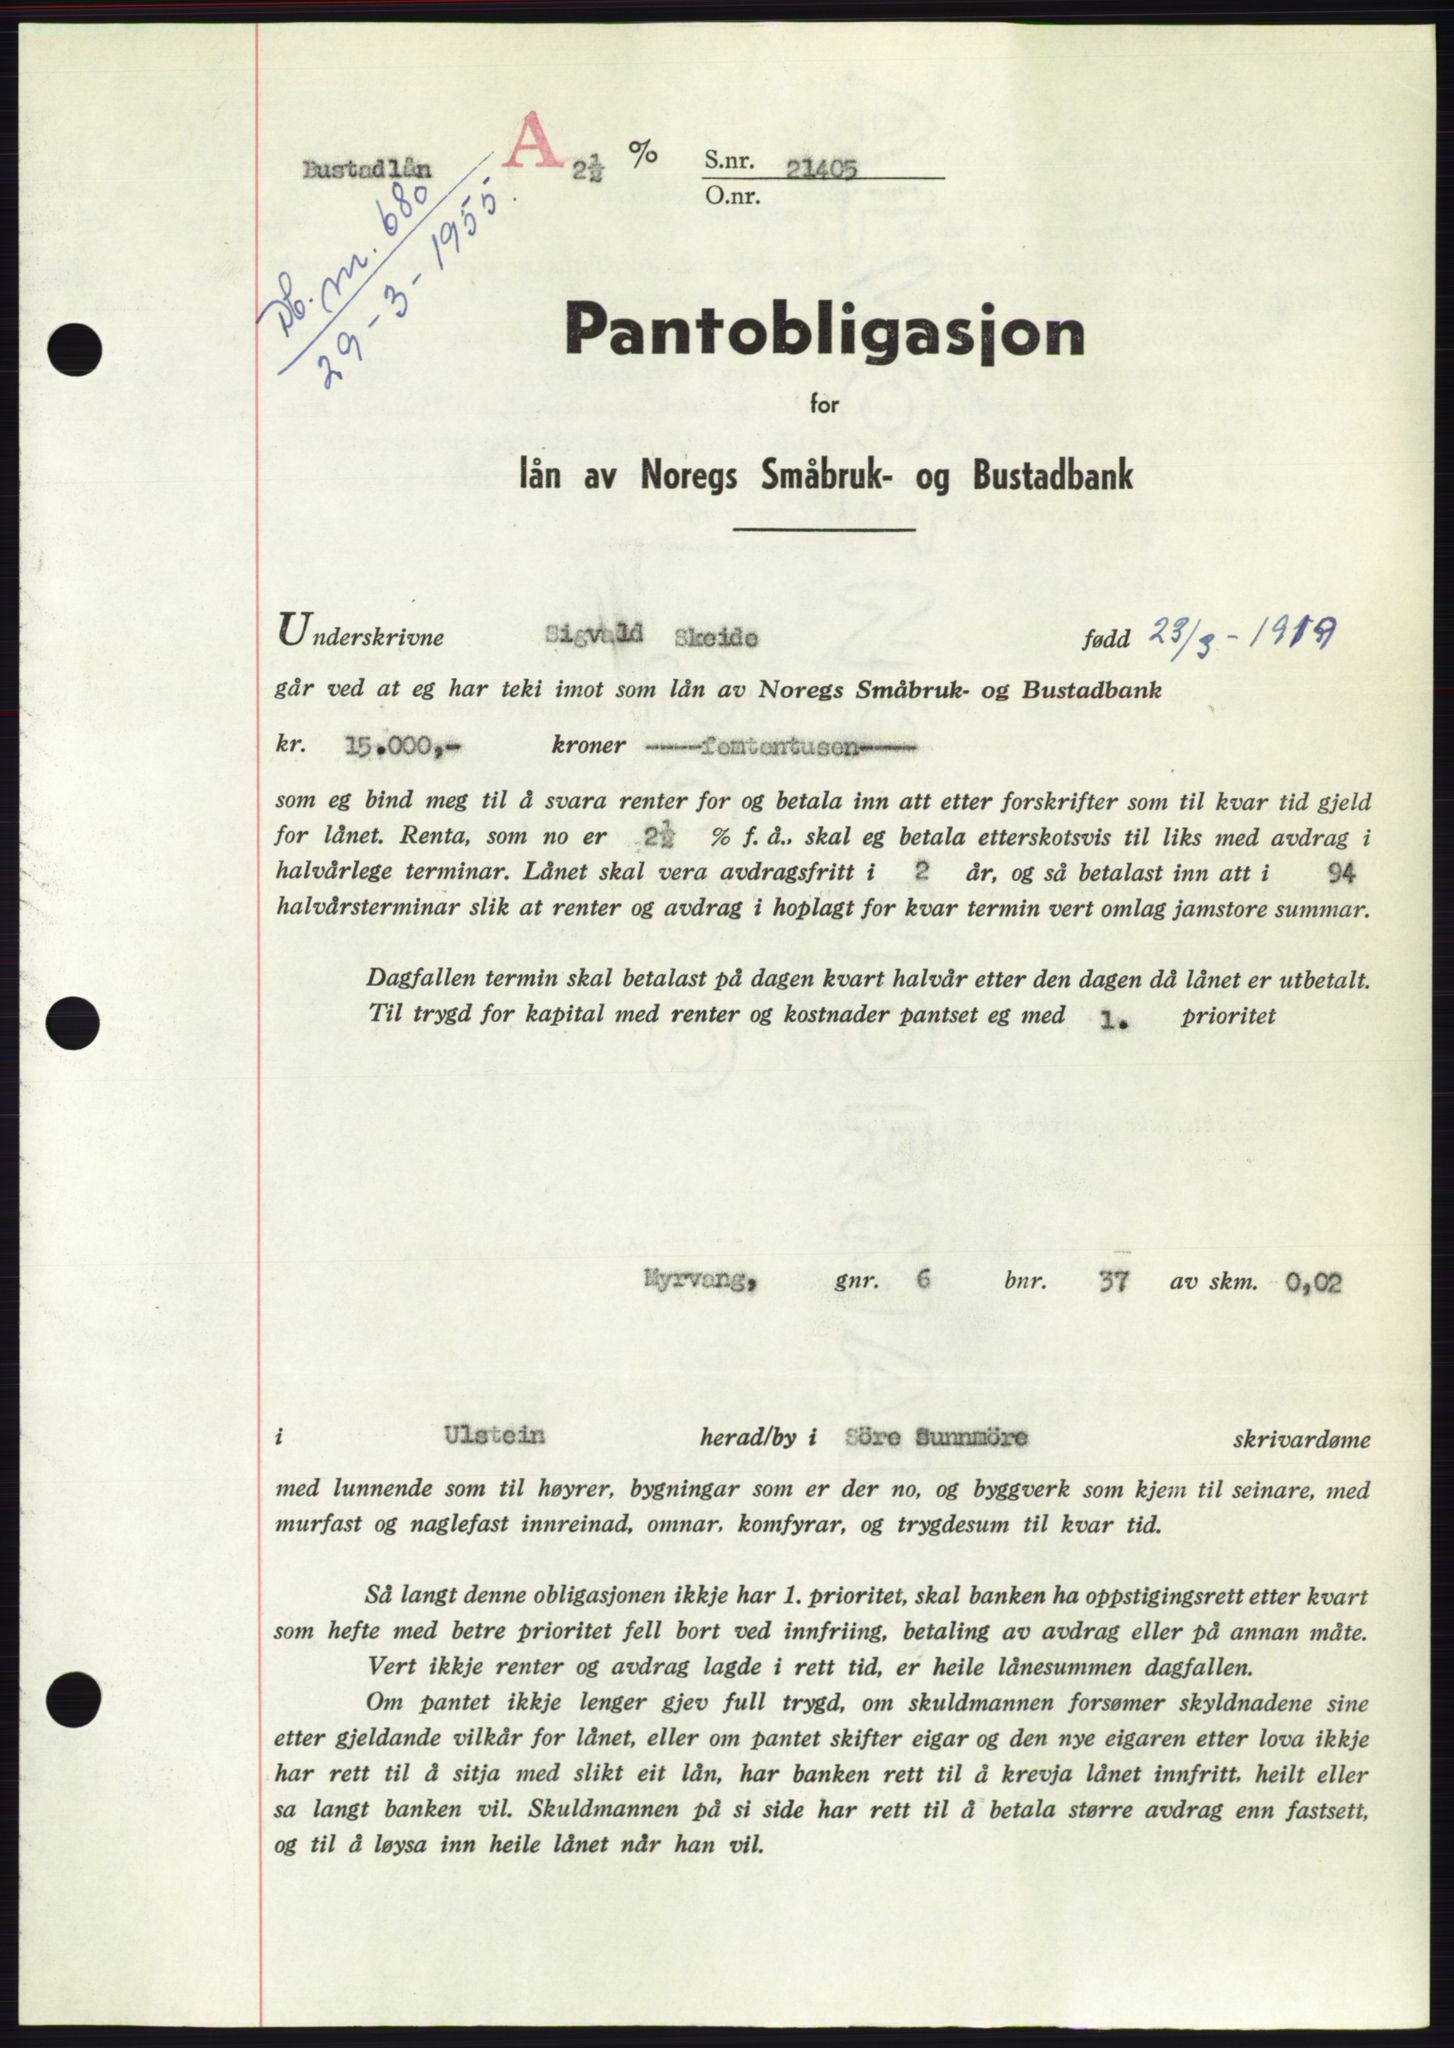 Bustadlån A 2½ % S.nr. 21405
O.nr.
Db. nr. 680
29-3-1955.
Pantobligasjon
for
lån av Noregs Småbruk- og Bustadbank
Underskrivne Sigvald Skeide født 23/3-1919
går ved at eg har teki imot som lån av Noregs Småbruk- og Bustadbank
kr. 15.000,- kroner ----femtentusen----
som eg bind meg til å svara renter for og betala inn att etter forskrifter som til kvar tid gjeld
for lånet. Renta, som no er 2½ % f. å., skal eg betala etterskotsvis til liks med avdrag i
halvårlege terminar. Lånet skal vera avdragsfritt i 2 år, og så betalast inn att i 94
halvårsterminar slik at renter og avdrag i hoplagt for kvar termin vert omlag jamstore summar.
Dagfallen termin skal betalast på dagen kvart halvår etter den dagen då lånet er utbetalt.
Til trygd for kapital med renter og kostnader pantset eg med 1. prioritet
Myrvang, gnr. 6 bnr. 37 av skm. 0,02
i Ulstein herad/by i Söre Sunnmöre skrivardøme
med lunnende som til høyrer, bygningar som er der no, og byggverk som kjem til seinare, med
murfast og naglefast innreinad, omnar, komfyrar, og trygdesum til kvar tid.
Så langt denne obligasjonen ikkje har 1. prioritet, skal banken ha oppstigingsrett etter kvart
som hefte med betre prioritet fell bort ved innfriing, betaling av avdrag eller på annan måte.
Vert ikkje renter og avdrag lagde i rett tid, er heile lånesummen dagfallen.
Om pantet ikkje lenger gjev full trygd, om skuldmannen forsømer skyldnadene sine
etter gjeldande vilkår for lånet, eller om pantet skifter eigar og den nye eigaren etter lova ikkje
har rett til å sitja med slikt eit lån, har banken rett til å krevja lånet innfritt, heilt eller
sa langt banken vil. Skuldmannen på si side har rett til å betala større avdrag enn fastsett,
og til å løysa inn heile lånet når han vil.